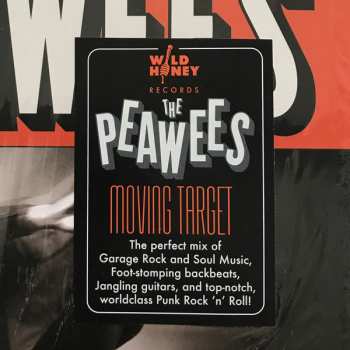 WEES
WILD
HONEY
RECORDS
THE
PEAWEES
MOVING TARGET
The perfect mix of
Garage Rock and Soul Music,
Foot-stomping backbeats,
Jangling guitars, and top-notch,
worldclass Punk Rock 'n' Roll!